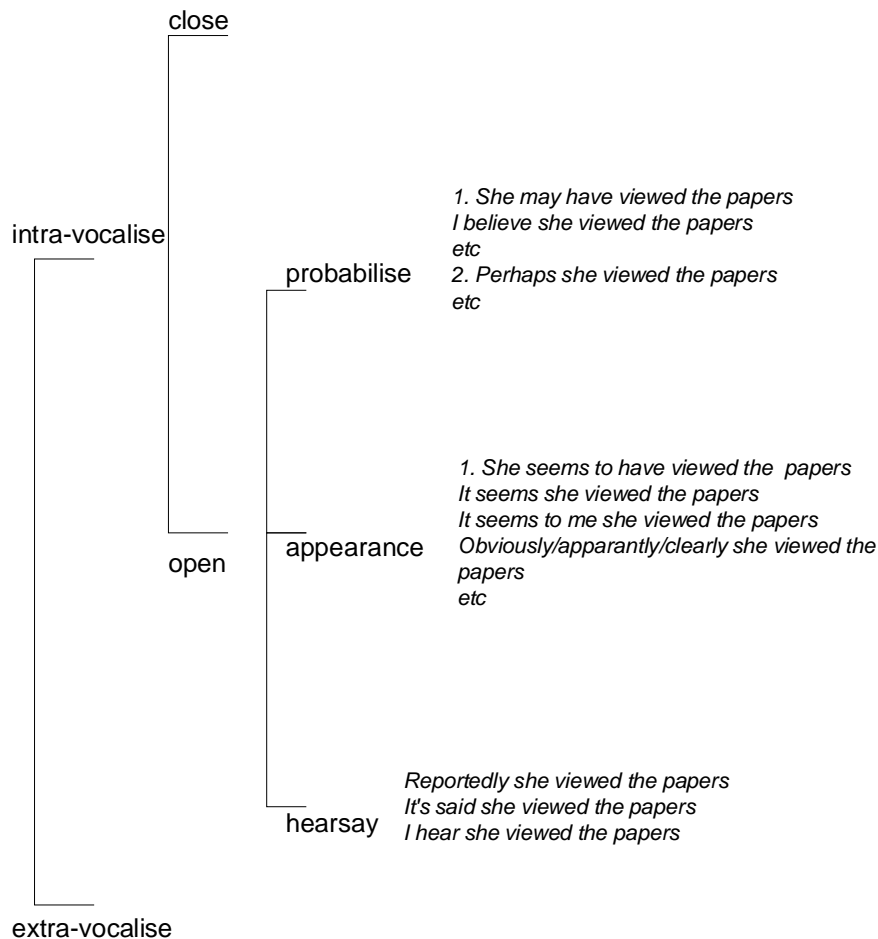 close
1. She may have viewed the papers
I believe she viewed the papers
etc
2. Perhaps she viewed the papers
etc
intra-vocalise
probabilise
1. She seems to have viewed the papers
It seems she viewed the papers
It seems to me she viewed the papers
Obviously/apparantly/clearly she viewed the
papers
etc
appearance
open
Reportedly she viewed the papers
It's said she viewed the papers
I hear she viewed the papers
hearsay
extra-vocalise